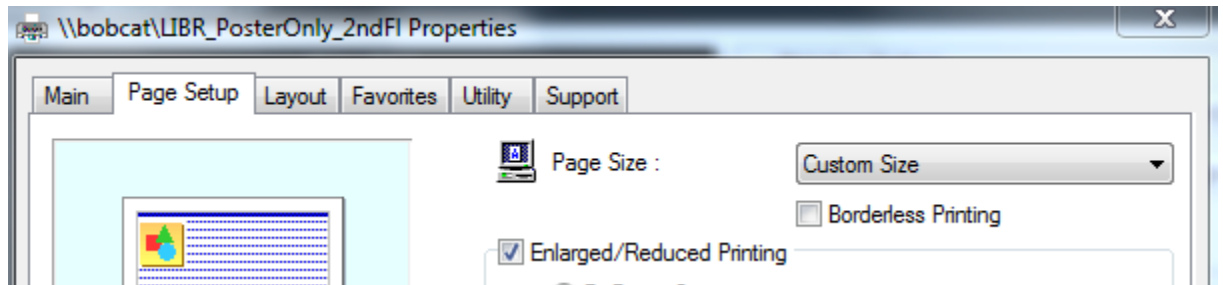 \\bobcat\LIBR_PosterOnly_2ndFl Properties
Main Page Setup Layout Favorites Utility Support
A Page Size : Custom Size
Borderless Printing
Enlarged/Reduced Printing